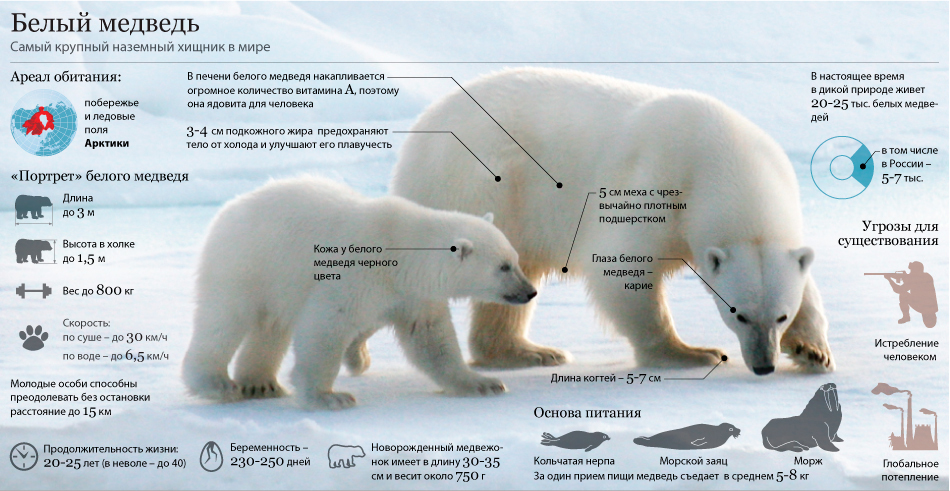 Белый медведь
Самый крупный наземный хищник в мире
Ареал обитания:
побережье
и ледовые
поля
Арктики
В печени белого медведя накапливается
огромное количество витамина А, поэтому
она ядовита для человека
3-4 см подкожного жира предохраняют
тело от холода и улучшают его плавучесть
В настоящее время
в дикой природе живет
20-25 тыс. белых медве-
дей
в том числе
в России –
5-7 тыс.
«Портрет» белого медведя
Длина
до 3 м
Высота в холке
до 1,5 м
Вес до 800 кг
Скорость:
по суше – до 30 км/ч
по воде – до 6,5 км/ч
Молодые особи способны
преодолевать без остановки
расстояние до 15 км
5 см меха с чрез-
вычайно плотным
подшерстком
Кожа у белого
медведя черного
цвета
Глаза белого
медведя –
карие
Длина когтей – 5-7 см
Угрозы для
существования
Истребление
человеком
Глобальное
потепление
Основа питания
Кольчатая нерпа
Морской заяц
Морж
За один прием пищи медведь съедает в среднем 5-8 кг
Продолжительность жизни:
20-25 лет (в неволе – до 40)
Беременность –
230-250 дней
Новорожденный медвежо-
нок имеет в длину 30-35
см и весит около 750 г